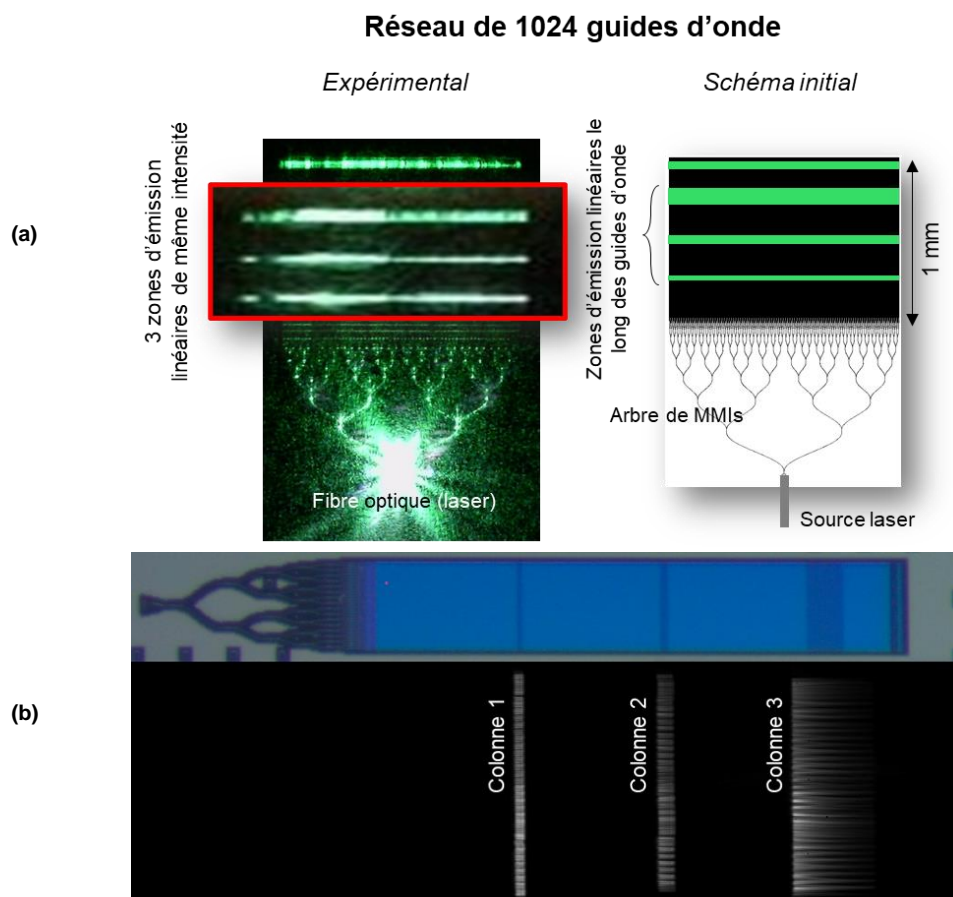 Réseau de 1024 guides d’onde
Expérimental
Schéma initial
(a)
3 zones d’émission
linéaires de même intensité
Zones d’émission linéaires le
long des guides d’onde
1 mm
Arbre de MMIs
Fibre optique (laser)
Source laser
(b)
Colonne 1
Colonne 2
Colonne 3